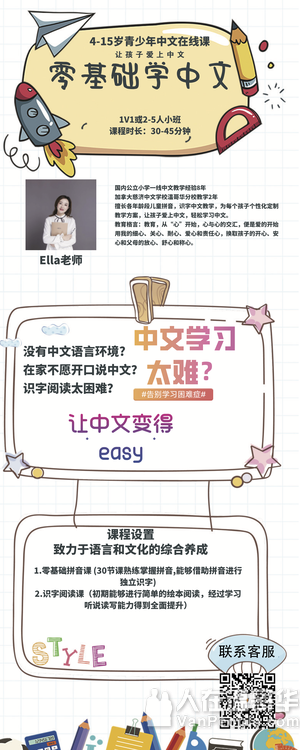 4-15岁青少年中文在线课
让孩子爱上中文
零基础学中文
1V1或2-5人小班
课程时长：30-45分钟
国内公立小学一线中文教学经验8年
加拿大慈济中文学校温哥华分校教学2年
擅长各年龄段儿童拼音，识字中文教学，为每个孩子个性化定制
教学方案，让孩子爱上中文，轻松学习中文。
教育格言：教育，从“心”开始，心与心的交汇，便是爱的开始
用我的细心、关心、耐心、爱心和责任心，换取孩子的开心、安
心和父母的放心、舒心和称心。
Ella老师
没有中文语言环境？
在家不愿开口说中文？
识字阅读太困难？
中文学习
太难？
#告别学习困难症#
让中文变得
easy
课程设置
致力于语言和文化的综合养成
1.零基础拼音课 (30节课熟练掌握拼音,能够借助拼音进行
独立识字)
2.识字阅读课（初期能够进行简单的绘本阅读，经过学习
听说读写能力得到全面提升）
STYLE
联系客服
人在温哥华
VanPeople.com